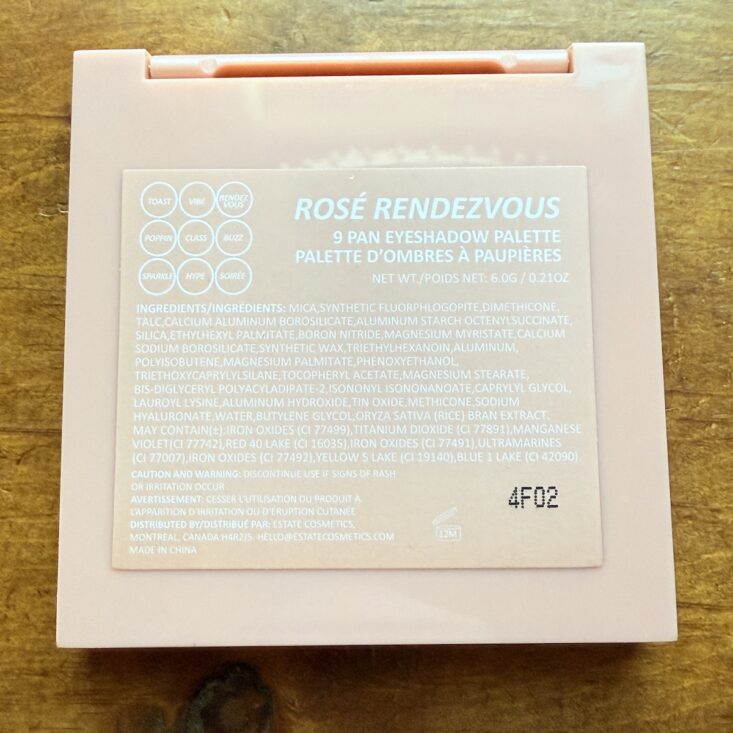 TOAST VIBE RENDEZ VOUS
POPPIN CLASS BUZZ
SPARKLE HYPE SOIRÉE
ROSÉ RENDEZVOUS
9 PAN EYESHADOW PALETTE
PALETTE D'OMBRES À PAUPIÈRES
NET WT./POIDS NET: 6.0G / 0.21OZ
INGREDIENTS/INGRÉDIENTS: MICA,SYNTHETIC FLUORPHLOGOPITE,DIMETHICONE,
TALC,CALCIUM ALUMINUM BOROSILICATE,ALUMINUM STARCH OCTENYLSUCCINATE,
SILICA,ETHYLHEXYL PALMITATE,BORON NITRIDE,MAGNESIUM MYRISTATE,CALCIUM
SODIUM BOROSILICATE,SYNTHETIC WAX,TRIETHYLHEXANOIN,ALUMINUM,
POLYISOBUTENE,MAGNESIUM PALMITATE,PHENOXYETHANOL,
TRIETHOXYCAPRYLYLSILANE,TOCOPHERYL ACETATE,MAGNESIUM STEARATE,
BIS-DIGLYCERYL POLYACYLADIPATE-2,ISONONYL ISONONANOATE,CAPRYLYL GLYCOL,
LAUROYL LYSINE,ALUMINUM HYDROXIDE,TIN OXIDE,METHICONE,SODIUM
HYALURONATE,WATER,BUTYLENE GLYCOL,ORYZA SATIVA (RICE) BRAN EXTRACT.
MAY CONTAIN(±):IRON OXIDES (CI 77499),TITANIUM DIOXIDE (CI 77891),MANGANESE
VIOLET(CI 77742),RED 40 LAKE (CI 16035),IRON OXIDES (CI 77491),ULTRAMARINES
(CI 77007),IRON OXIDES (CI 77492),YELLOW 5 LAKE (CI 19140),BLUE 1 LAKE (CI 42090).
CAUTION AND WARNING: DISCONTINUE USE IF SIGNS OF RASH
OR IRRITATION OCCUR
AVERTISSEMENT: CESSER L'UTILISATION DU PRODUIT À
L'APPARITION D'IRRITATION OU D'ÉRUPTION CUTANÉE
DISTRIBUTED BY/DISTRIBUÉ PAR: ESTATE COSMETICS,
MONTREAL, CANADA H4R2J5. HELLO@ESTATECOSMETICS.COM
MADE IN CHINA
12M
4F02